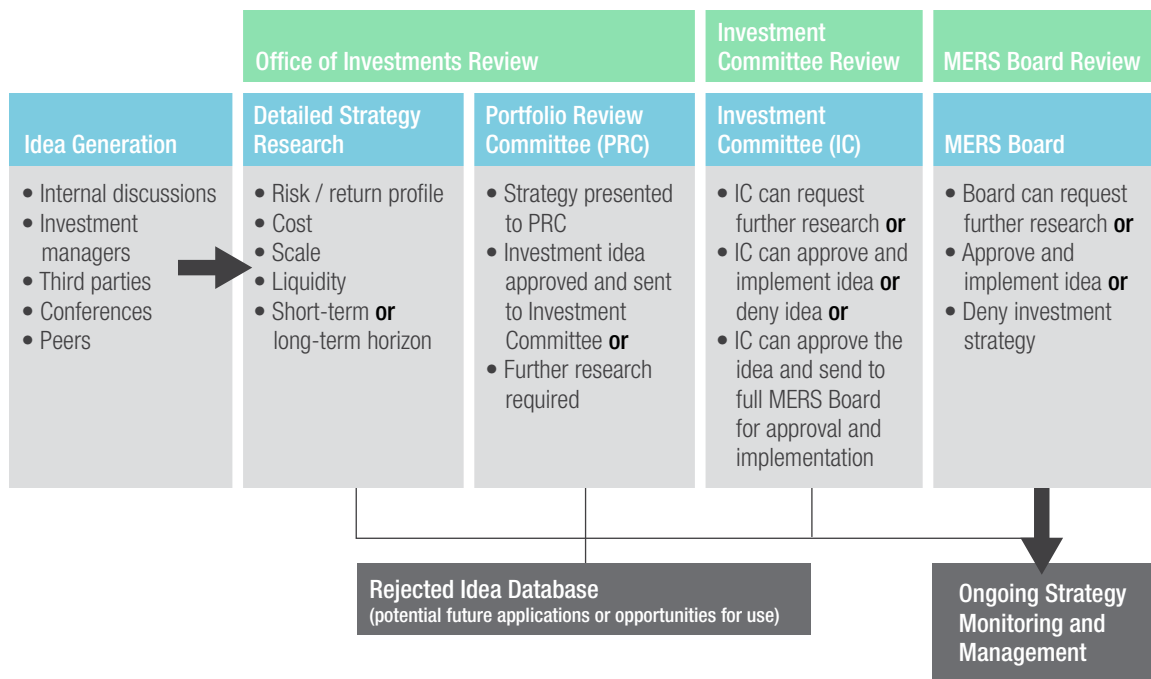 Office of Investments Review
Investment
Committee Review
MERS Board Review
Idea Generation
• Internal discussions
• Investment
managers
• Third parties
• Conferences
• Peers
Detailed Strategy
Research
• Risk / return profile
• Cost
• Scale
• Liquidity
• Short-term or
long-term horizon
Portfolio Review
Committee (PRC)
• Strategy presented
to PRC
• Investment idea
approved and sent
to Investment
Committee or
• Further research
required
Investment
Committee (IC)
• IC can request
further research or
• IC can approve and
implement idea or
deny idea or
• IC can approve the
idea and send to
full MERS Board
for approval and
implementation
MERS Board
• Board can request
further research or
• Approve and
implement idea or
• Deny investment
strategy
Rejected Idea Database
(potential future applications or opportunities for use)
Ongoing Strategy
Monitoring and
Management